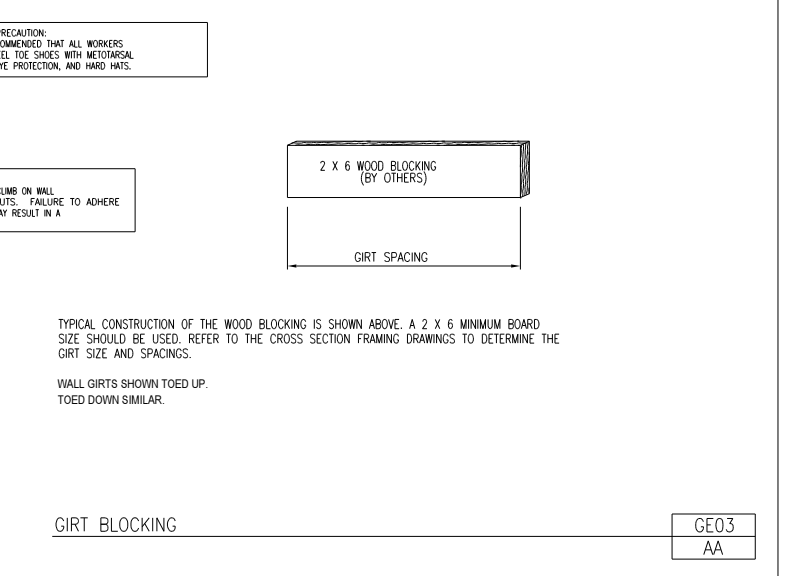 PRECAUTION:
OMMENDED THAT ALL WORKERS
EEL TOE SHOES WITH METOTARSAL
YE PROTECTION, AND HARD HATS.
2 X 6 WOOD BLOCKING
(BY OTHERS)
CLIMB ON WALL
UTS. FAILURE TO ADHERE
AY RESULT IN A
GIRT SPACING
TYPICAL CONSTRUCTION OF THE WOOD BLOCKING IS SHOWN ABOVE. A 2 X 6 MINIMUM BOARD
SIZE SHOULD BE USED. REFER TO THE CROSS SECTION FRAMING DRAWINGS TO DETERMINE THE
GIRT SIZE AND SPACINGS.
WALL GIRTS SHOWN TOED UP.
TOED DOWN SIMILAR.
GIRT BLOCKING
GE03
AA